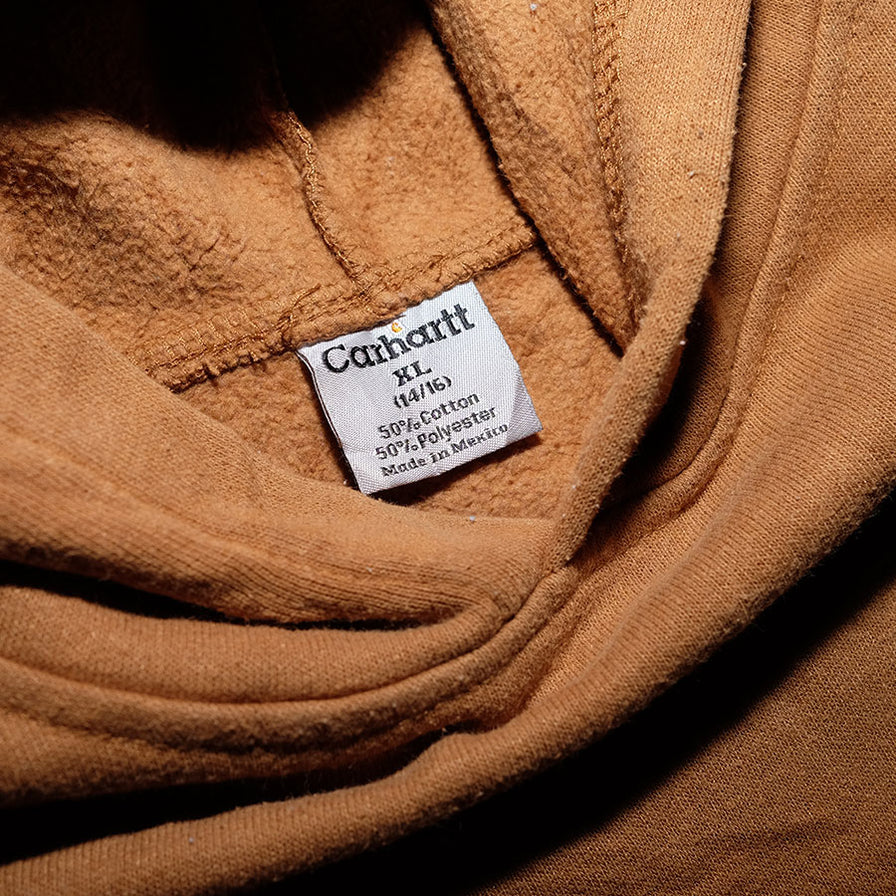 Carhartt
XL
(14/16)
50% Cotton
50% Polyester
Made in Mexico